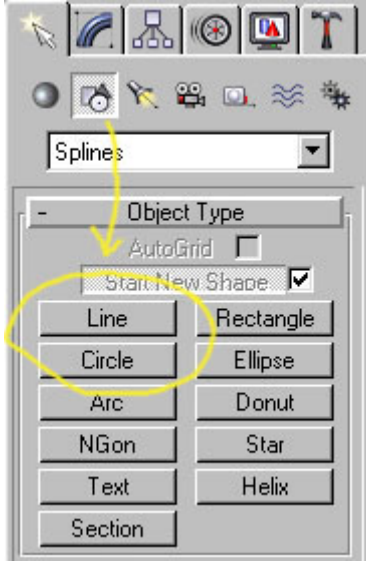 Splines
- Object Type
AutoGrid
Start New Shape
Line Rectangle
Circle Ellipse
Arc Donut
NGon Star
Text Helix
Section